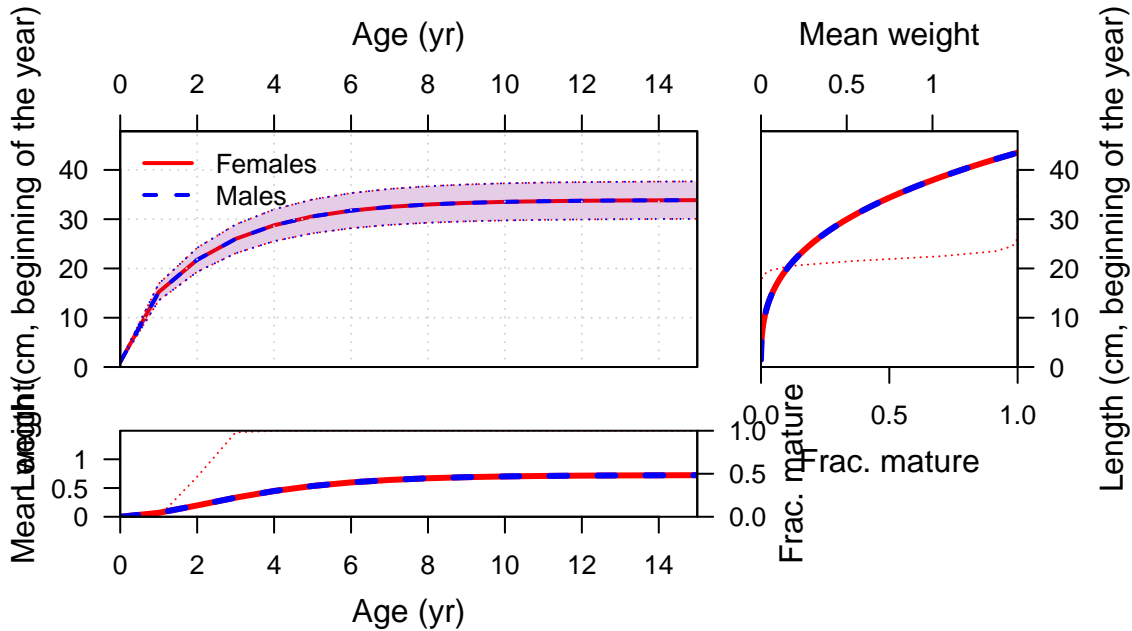 Age (yr)
Mean weight
0 2 4 6 8 10 12 14
0 0.5 1
Length (cm, beginning of the year)
40
30
20
10
0
Females
Males
40
30
20
10
0
Length (cm, beginning of the year)
0.0 0.5 1.0
Frac. mature
Mean weight
1
0.5
0
1.0
0.5
0.0
Frac. mature
0 2 4 6 8 10 12 14
Age (yr)